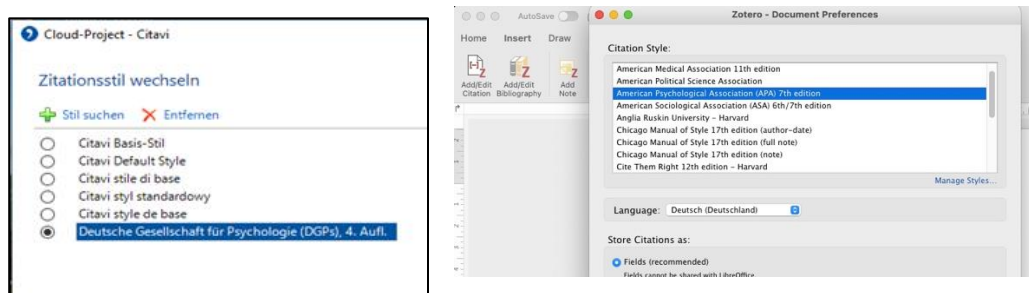 Cloud-Project - Citavi
Zitationsstil wechseln
Stil suchen Entfernen
Citavi Basis-Stil
Citavi Default Style
Citavi stile di base
Citavi styl standardowy
Citavi style de base
Deutsche Gesellschaft für Psychologie (DGPs), 4. Aufl.
AutoSave
Zotero - Document Preferences
Home Insert Draw
Add/Edit Citation
Add/Edit Bibliography
Add Note
Citation Style:
American Medical Association 11th edition
American Political Science Association
American Psychological Association (APA) 7th edition
American Sociological Association (ASA) 6th/7th edition
Anglia Ruskin University - Harvard
Chicago Manual of Style 17th edition (author-date)
Chicago Manual of Style 17th edition (full note)
Chicago Manual of Style 17th edition (note)
Cite Them Right 12th edition - Harvard
Manage Styles...
Language: Deutsch (Deutschland)
Store Citations as:
Fields (recommended)
Fields cannot be shared with LibreOffice.